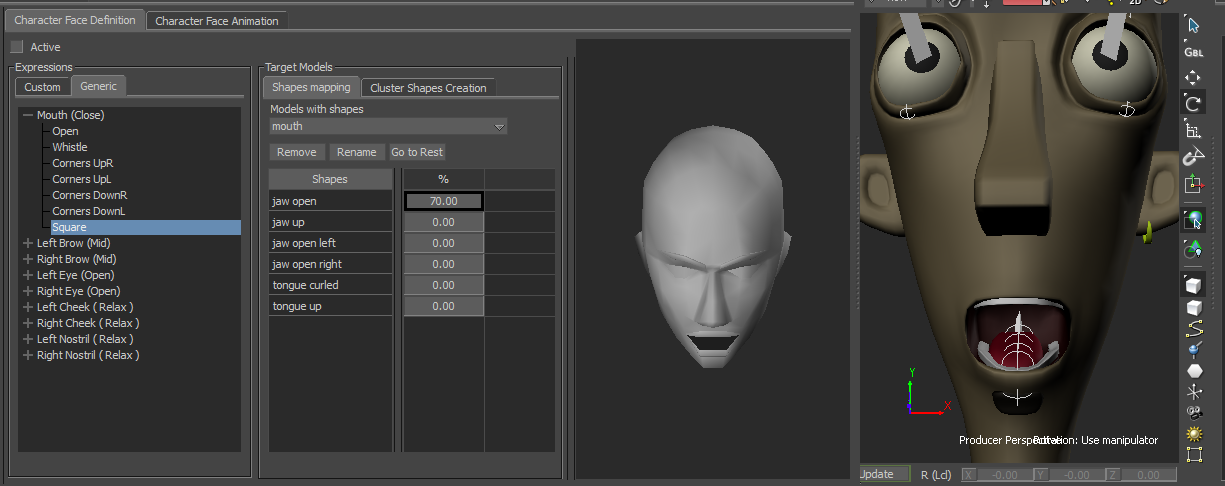 Character Face Definition
Character Face Animation
Active
Expressions
Custom
Generic
Mouth (Close)
Open
Whistle
Corners UpR
Corners UpL
Corners DownR
Corners DownL
Square
Left Brow (Mid)
Right Brow (Mid)
Left Eye (Open)
Right Eye (Open)
Left Cheek ( Relax )
Right Cheek ( Relax )
Left Nostril ( Relax )
Right Nostril ( Relax )
Target Models
Shapes mapping
Cluster Shapes Creation
Models with shapes
mouth
Remove
Rename
Go to Rest
Shapes %
jaw open 70.00
jaw up 0.00
jaw open left 0.00
jaw open right 0.00
tongue curled 0.00
tongue up 0.00
2D
GBL
Y
X
Producer Perspective
Rotation: Use manipulator
Update R (Lcl) X -0.00 Y -0.00 Z 0.00